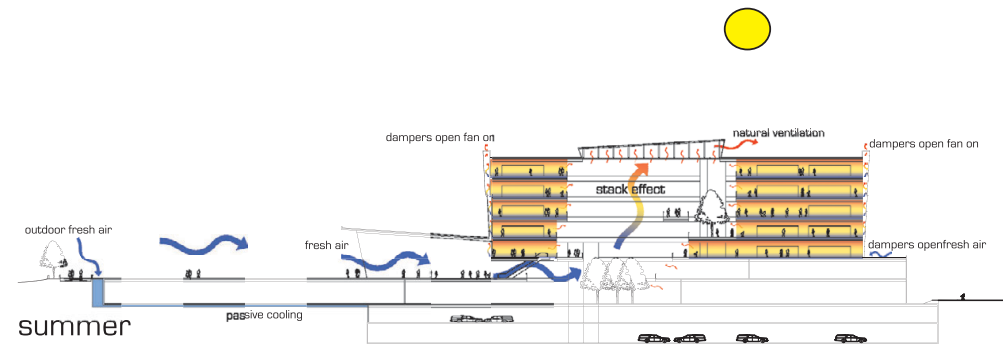 dampers open fan on
natural ventilation
dampers open fan on
stack effect
outdoor fresh air
fresh air
dampers openfresh air
passive cooling
summer